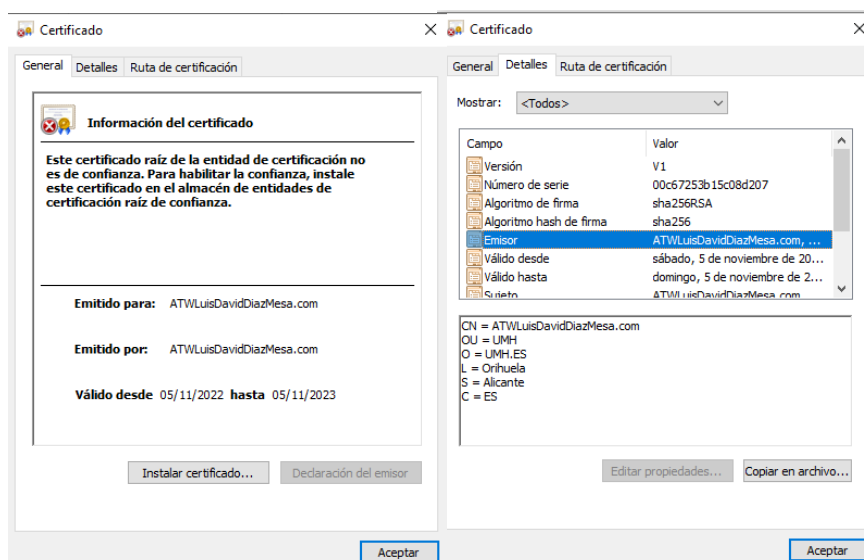 Certificado
General Detalles Ruta de certificación
Información del certificado
Este certificado raíz de la entidad de certificación no
es de confianza. Para habilitar la confianza, instale
este certificado en el almacén de entidades de
certificación raíz de confianza.
Emitido para: ATWLuisDavidDiazMesa.com
Emitido por: ATWLuisDavidDiazMesa.com
Válido desde 05/11/2022 hasta 05/11/2023
Instalar certificado... Declaración del emisor
Aceptar
Certificado
General Detalles Ruta de certificación
Mostrar: <Todos>
Campo Valor
Versión V1
Número de serie 00c67253b15c08d207
Algoritmo de firma sha256RSA
Algoritmo hash de firma sha256
Emisor ATWLuisDavidDiazMesa.com, ...
Válido desde sábado, 5 de noviembre de 20...
Válido hasta domingo, 5 de noviembre de 2...
Sujeto ATWLuisDavidDiazMesa.com
CN = ATWLuisDavidDiazMesa.com
OU = UMH
O = UMH.ES
L = Orihuela
S = Alicante
C = ES
Editar propiedades... Copiar en archivo...
Aceptar